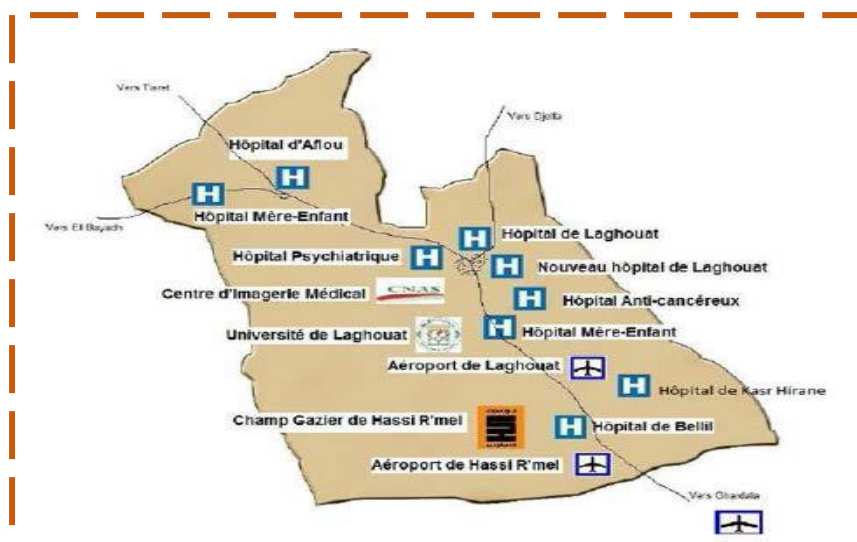 Vers Tiaret
Vers Djelfa
Hôpital d'Aflou
Hôpital Mère-Enfant
Vers El Bayadh
Hôpital de Laghouat
Hôpital Psychiatrique
Nouveau hôpital de Laghouat
Centre d'Imagerie Médical
CNAS
Hôpital Anti-cancéreux
Université de Laghouat
Hôpital Mère-Enfant
Aéroport de Laghouat
Hôpital de Kasr Hirane
Champ Gazier de Hassi R'mel
Hôpital de Bellil
Aéroport de Hassi R'mel
Vers Ghardaia